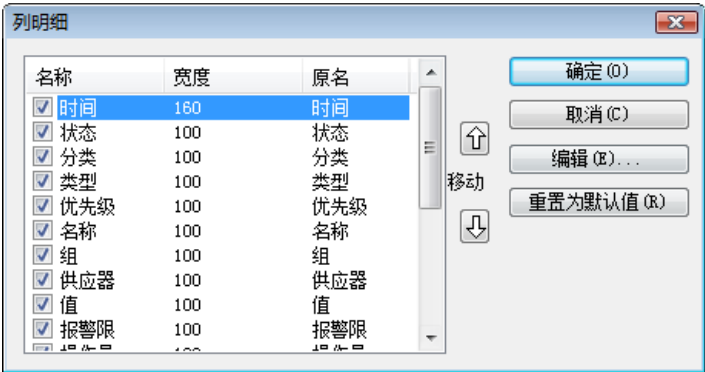 列明细
名称 宽度 原名
时间 160 时间
状态 100 状态
分类 100 分类
类型 100 类型
优先级 100 优先级
名称 100 名称
组 100 组
供应器 100 供应器
值 100 值
报警限 100 报警限
移动
确定(O)
取消(C)
编辑(E)...
重置为默认值(R)